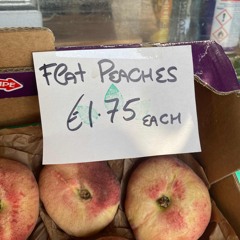 Flat Peaches
€1.75 each